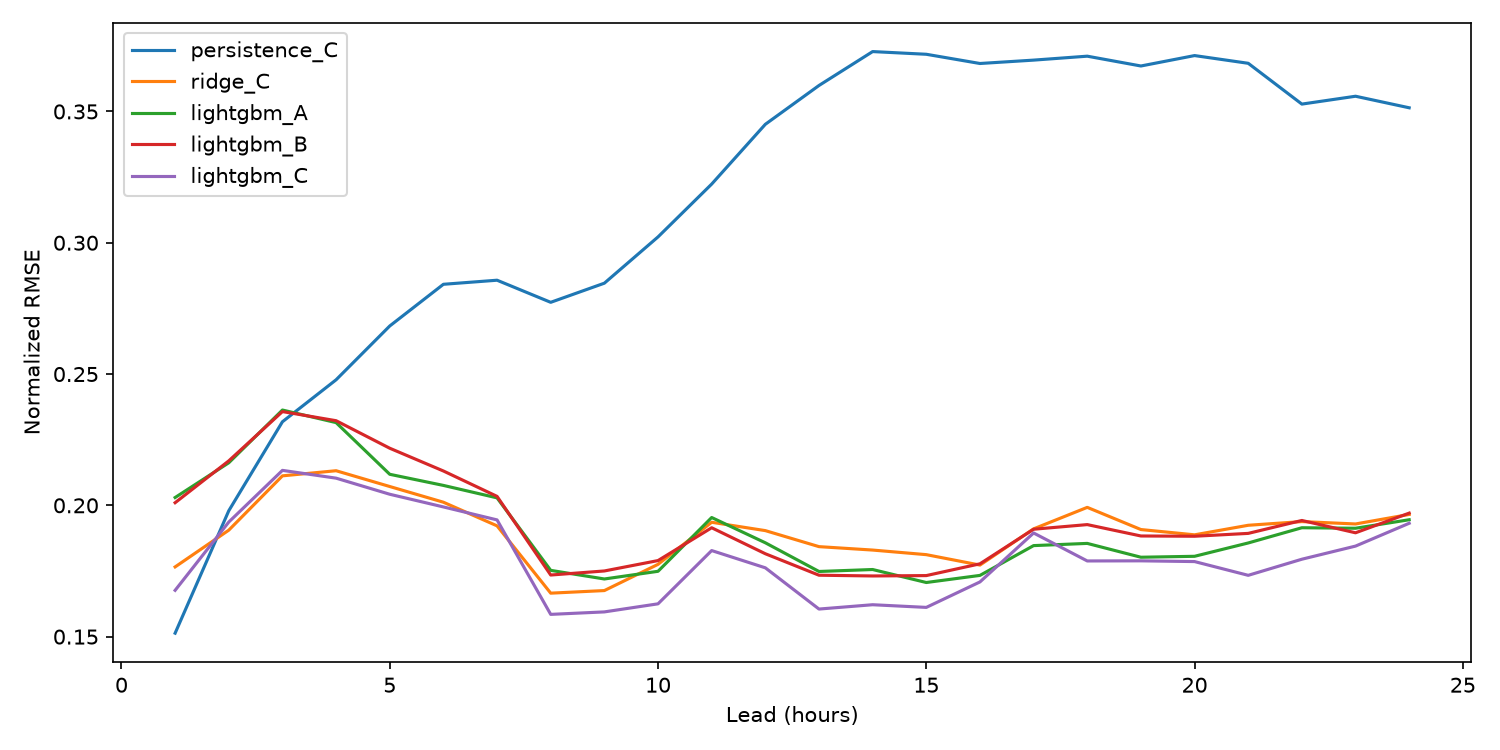 persistence_C
ridge_C
lightgbm_A
lightgbm_B
lightgbm_C
Normalized RMSE
0.35
0.30
0.25
0.20
0.15
0 5 10 15 20 25
Lead (hours)